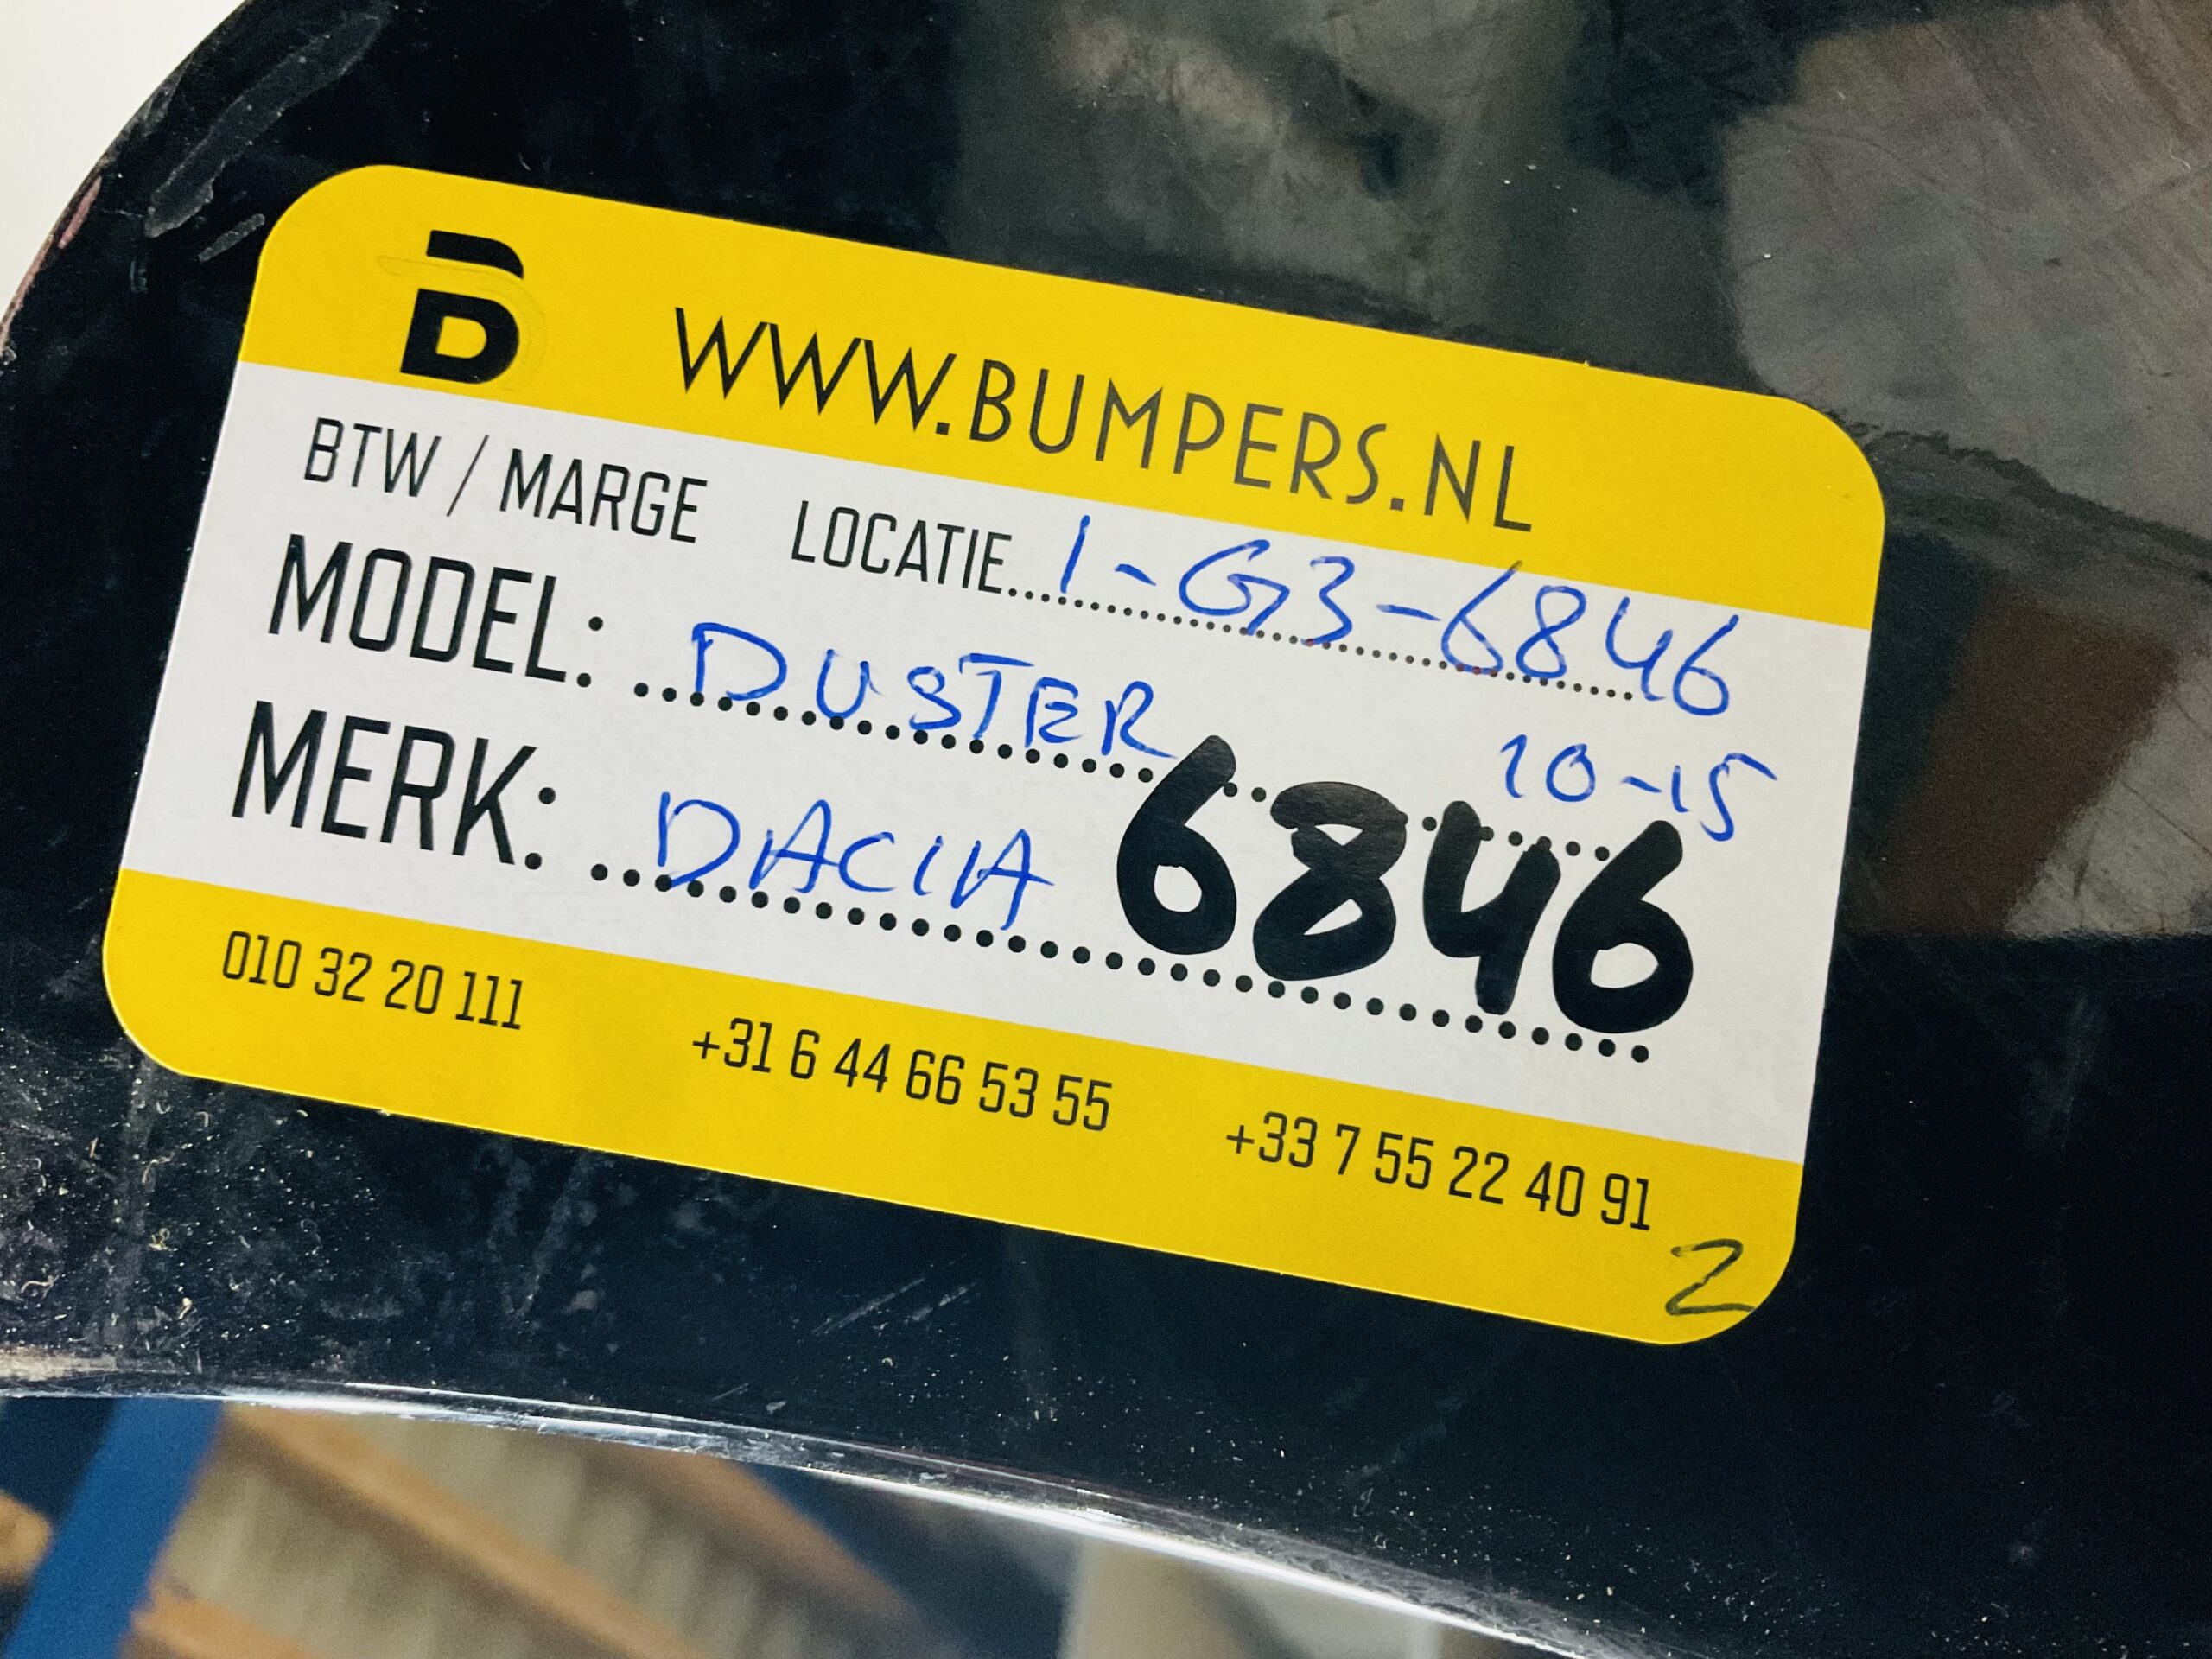 B WWW.BUMPERS.NL
BTW / MARGE LOCATIE... 1-G3-6846
MODEL: DUSTER 10-15
MERK: DACIA 6846
010 32 20 111 +31 6 44 66 53 55 +33 7 55 22 40 91
2